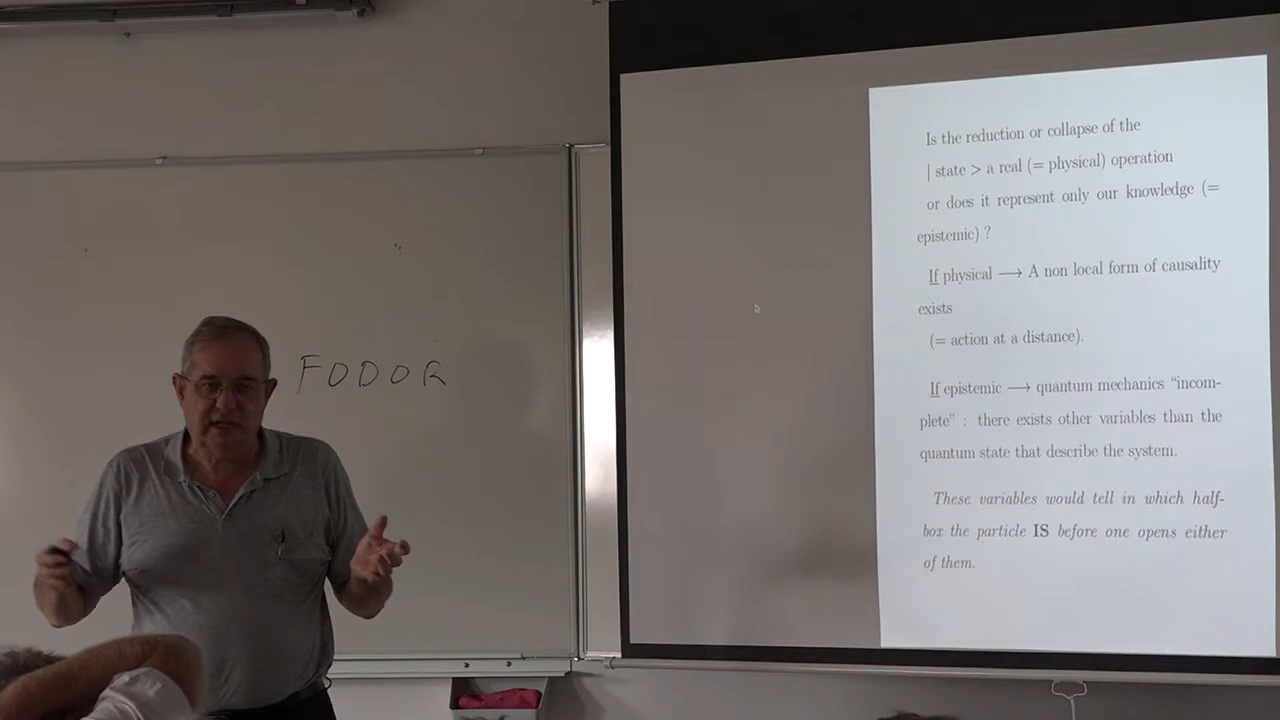 FODOR
Is the reduction or collapse of the
| state > a real (= physical) operation
or does it represent only our knowledge (=
epistemic) ?
If physical ⟶ A non local form of causality
exists
(= action at a distance).
If epistemic ⟶ quantum mechanics “incom-
plete” : there exists other variables than the
quantum state that describe the system.
These variables would tell in which half-
box the particle IS before one opens either
of them.